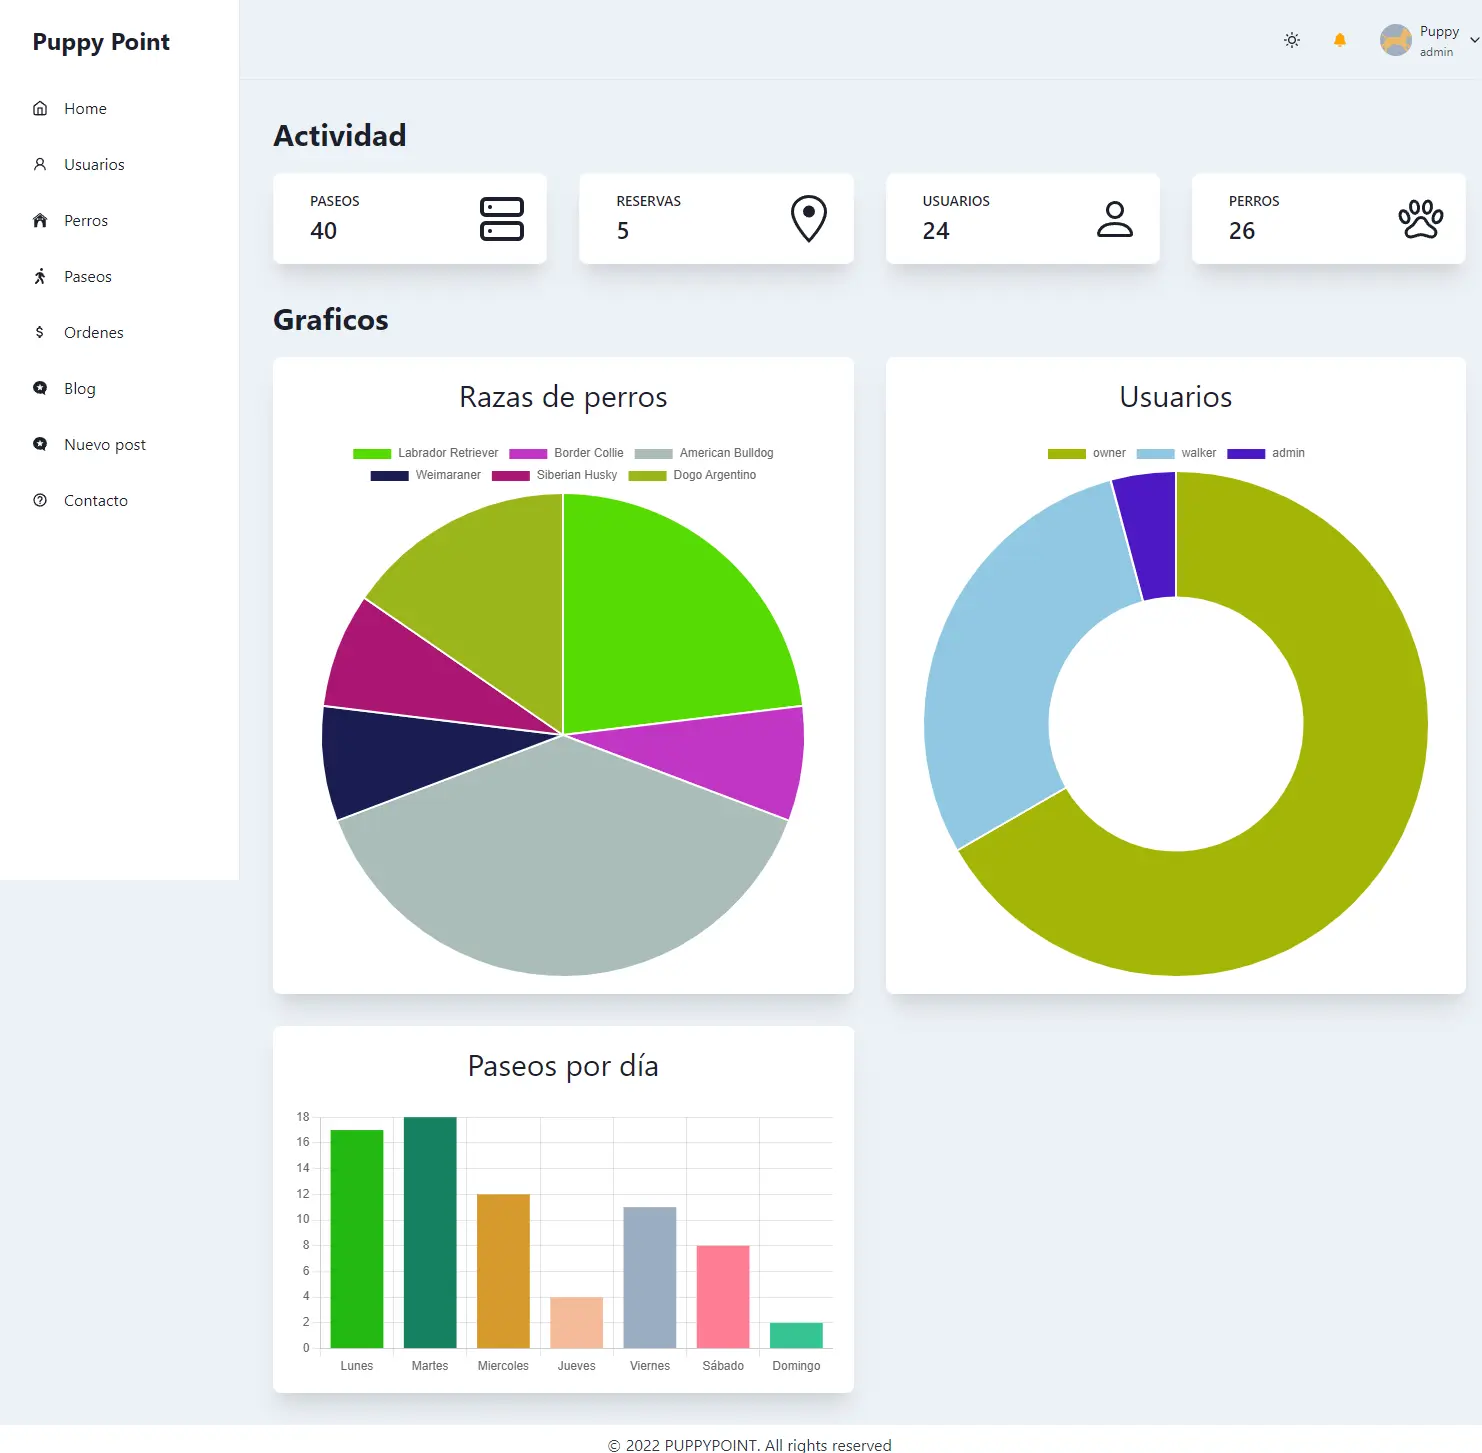 Puppy Point
Home
Usuarios
Perros
Paseos
Ordenes
Blog
Nuevo post
Contacto
Puppy
admin
Actividad
PASEOS
40
RESERVAS
5
USUARIOS
24
PERROS
26
Graficos
Razas de perros
Labrador Retriever Border Collie American Bulldog
Weimaraner Siberian Husky Dogo Argentino
Usuarios
owner walker admin
Paseos por día
18
16
14
12
10
8
6
4
2
0
Lunes Martes Miercoles Jueves Viernes Sábado Domingo
© 2022 PUPPYPOINT. All rights reserved